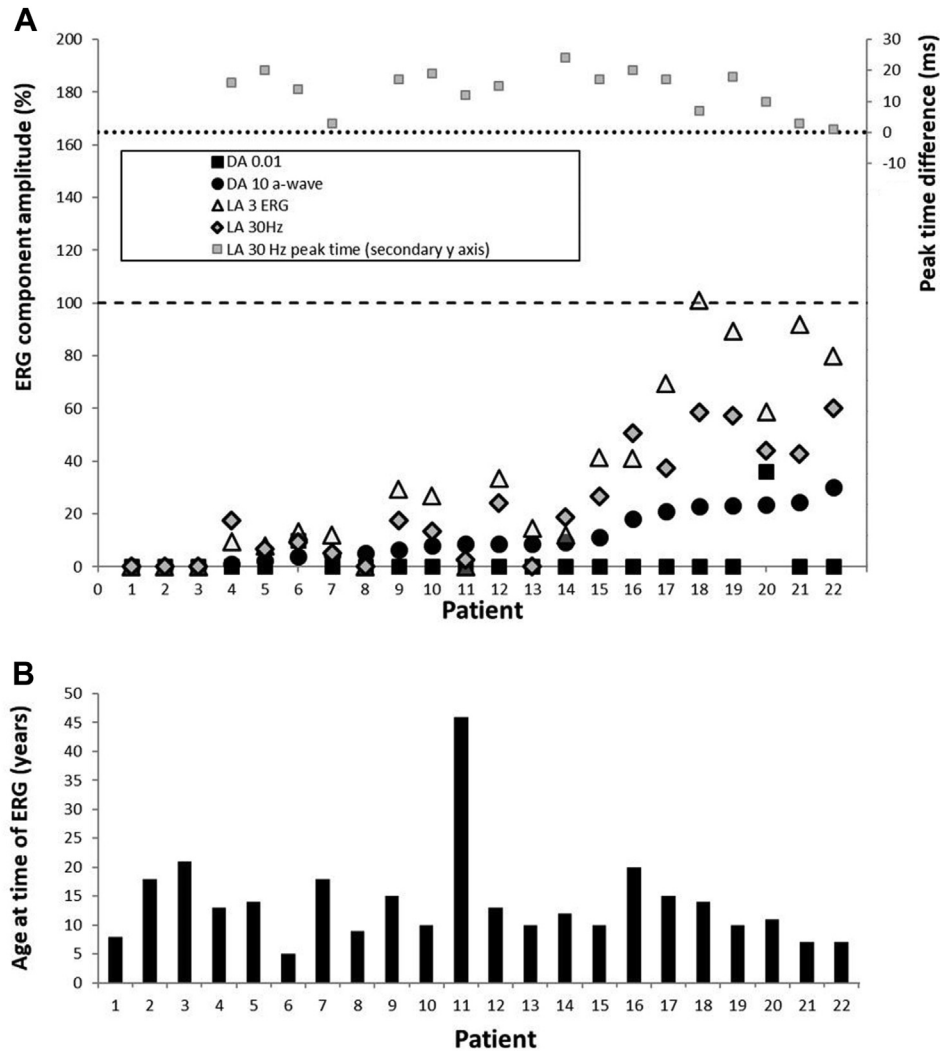 A
ERG component amplitude (%)
200
180
160
140
120
100
80
60
40
20
0
30
20
10
0
-10
Peak time difference (ms)
DA 0.01
DA 10 a-wave
LA 3 ERG
LA 30Hz
LA 30 Hz peak time (secondary y axis)
0 1 2 3 4 5 6 7 8 9 10 11 12 13 14 15 16 17 18 19 20 21 22
Patient
B
Age at time of ERG (years)
50
45
40
35
30
25
20
15
10
5
0
1 2 3 4 5 6 7 8 9 10 11 12 13 14 15 16 17 18 19 20 21 22
Patient